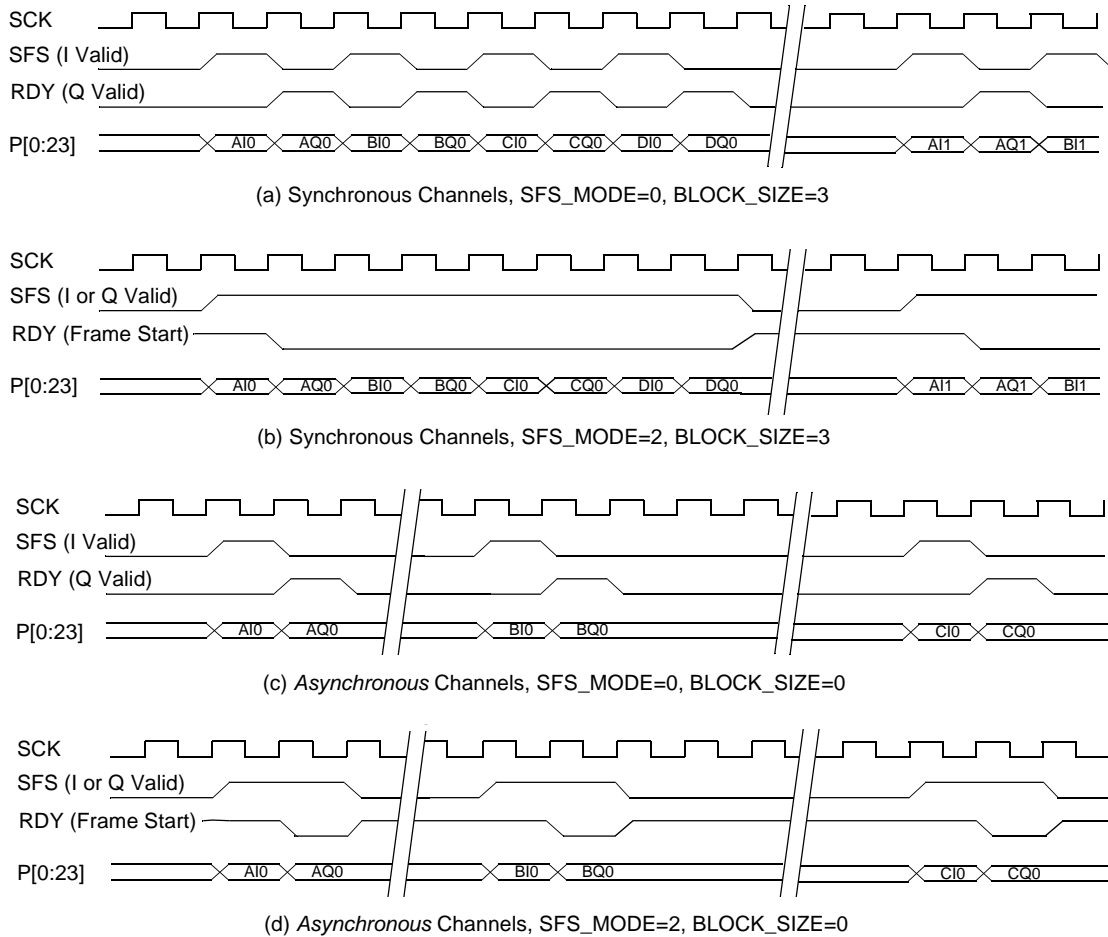 SCK
SFS (I Valid)
RDY (Q Valid)
P[0:23] AI0 AQ0 BI0 BQ0 CI0 CQ0 DI0 DQ0 AI1 AQ1 BI1
(a) Synchronous Channels, SFS_MODE=0, BLOCK_SIZE=3
SCK
SFS (I or Q Valid)
RDY (Frame Start)
P[0:23] AI0 AQ0 BI0 BQ0 CI0 CQ0 DI0 DQ0 AI1 AQ1 BI1
(b) Synchronous Channels, SFS_MODE=2, BLOCK_SIZE=3
SCK
SFS (I Valid)
RDY (Q Valid)
P[0:23] AI0 AQ0 BI0 BQ0 CI0 CQ0
(c) Asynchronous Channels, SFS_MODE=0, BLOCK_SIZE=0
SCK
SFS (I or Q Valid)
RDY (Frame Start)
P[0:23] AI0 AQ0 BI0 BQ0 CI0 CQ0
(d) Asynchronous Channels, SFS_MODE=2, BLOCK_SIZE=0